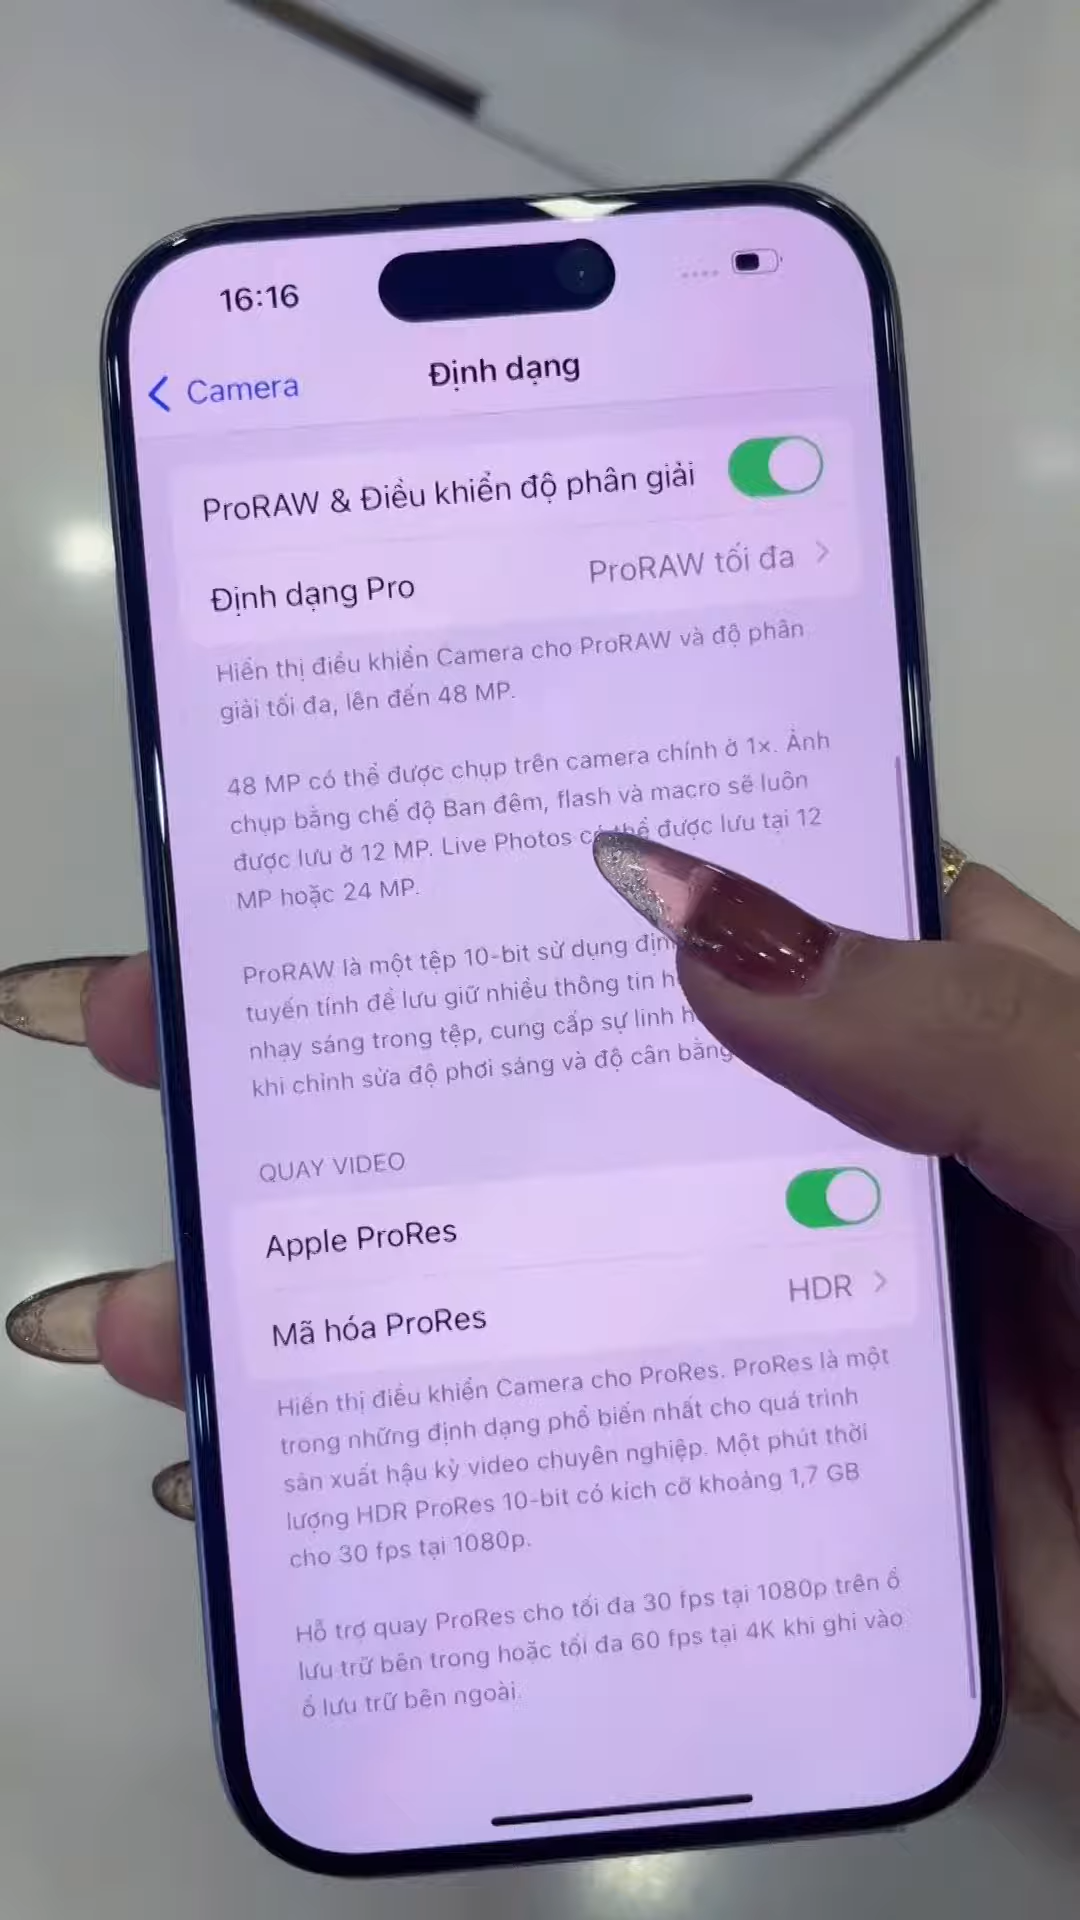 16:16
Camera
Định dạng
ProRAW & Điều khiển độ phân giải
Định dạng Pro
ProRAW tối đa
Hiển thị điều khiển Camera cho ProRAW và độ phân
giải tối đa, lên đến 48 MP.
48 MP có thể được chụp trên camera chính ở 1x. Ảnh
chụp bằng chế độ Ban đêm, flash và macro sẽ luôn
được lưu ở 12 MP. Live Photos có thể được lưu tại 12
MP hoặc 24 MP.
ProRAW là một tệp 10-bit sử dụng
tuyến tính để lưu giữ nhiều thông tin
nhạy sáng trong tệp, cung cấp sự linh
khi chỉnh sửa độ phơi sáng và độ cân bằng
QUAY VIDEO
Apple ProRes
Mã hóa ProRes
HDR
Hiển thị điều khiển Camera cho ProRes. ProRes là một
trong những định dạng phổ biến nhất cho quá trình
sản xuất hậu kỳ video chuyên nghiệp. Một phút thời
lượng HDR ProRes 10-bit có kích cỡ khoảng 1,7 GB
cho 30 fps tại 1080p.
Hỗ trợ quay ProRes cho tối đa 30 fps tại 1080p trên ổ
lưu trữ bên trong hoặc tối đa 60 fps tại 4K khi ghi vào
ổ lưu trữ bên ngoài.